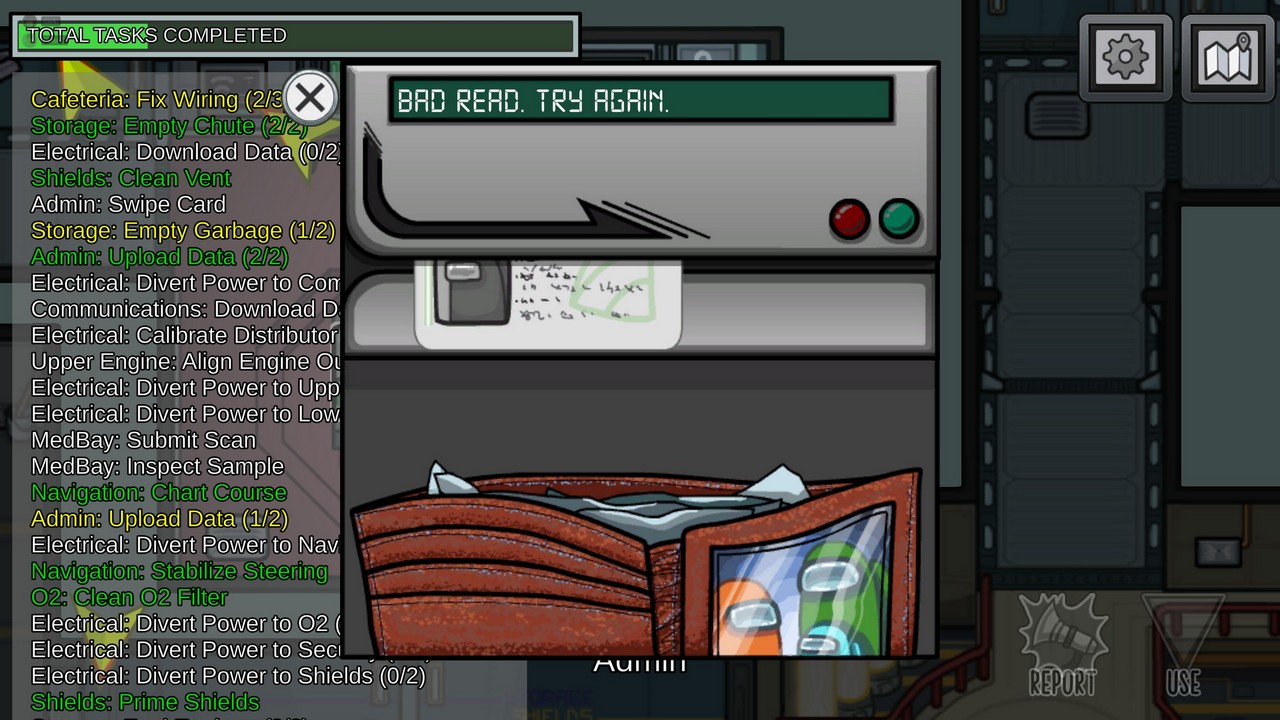 TOTAL TASKS COMPLETED
BAD READ. TRY AGAIN.
Cafeteria: Fix Wiring (2/3
Storage: Empty Chute (2/2)
Electrical: Download Data (0/2)
Shields: Clean Vent
Admin: Swipe Card
Storage: Empty Garbage (1/2)
Admin: Upload Data (2/2)
Electrical: Divert Power to Com
Communications: Download D
Electrical: Calibrate Distributor
Upper Engine: Align Engine Ou
Electrical: Divert Power to Upp
Electrical: Divert Power to Low
MedBay: Submit Scan
MedBay: Inspect Sample
Navigation: Chart Course
Admin: Upload Data (1/2)
Electrical: Divert Power to Nav
Navigation: Stabilize Steering
O2: Clean O2 Filter
Electrical: Divert Power to O2 (
Electrical: Divert Power to Secu
Electrical: Divert Power to Shields (0/2)
Shields: Prime Shields
Admin
REPORT
USE
STORAGE
SHIELDS